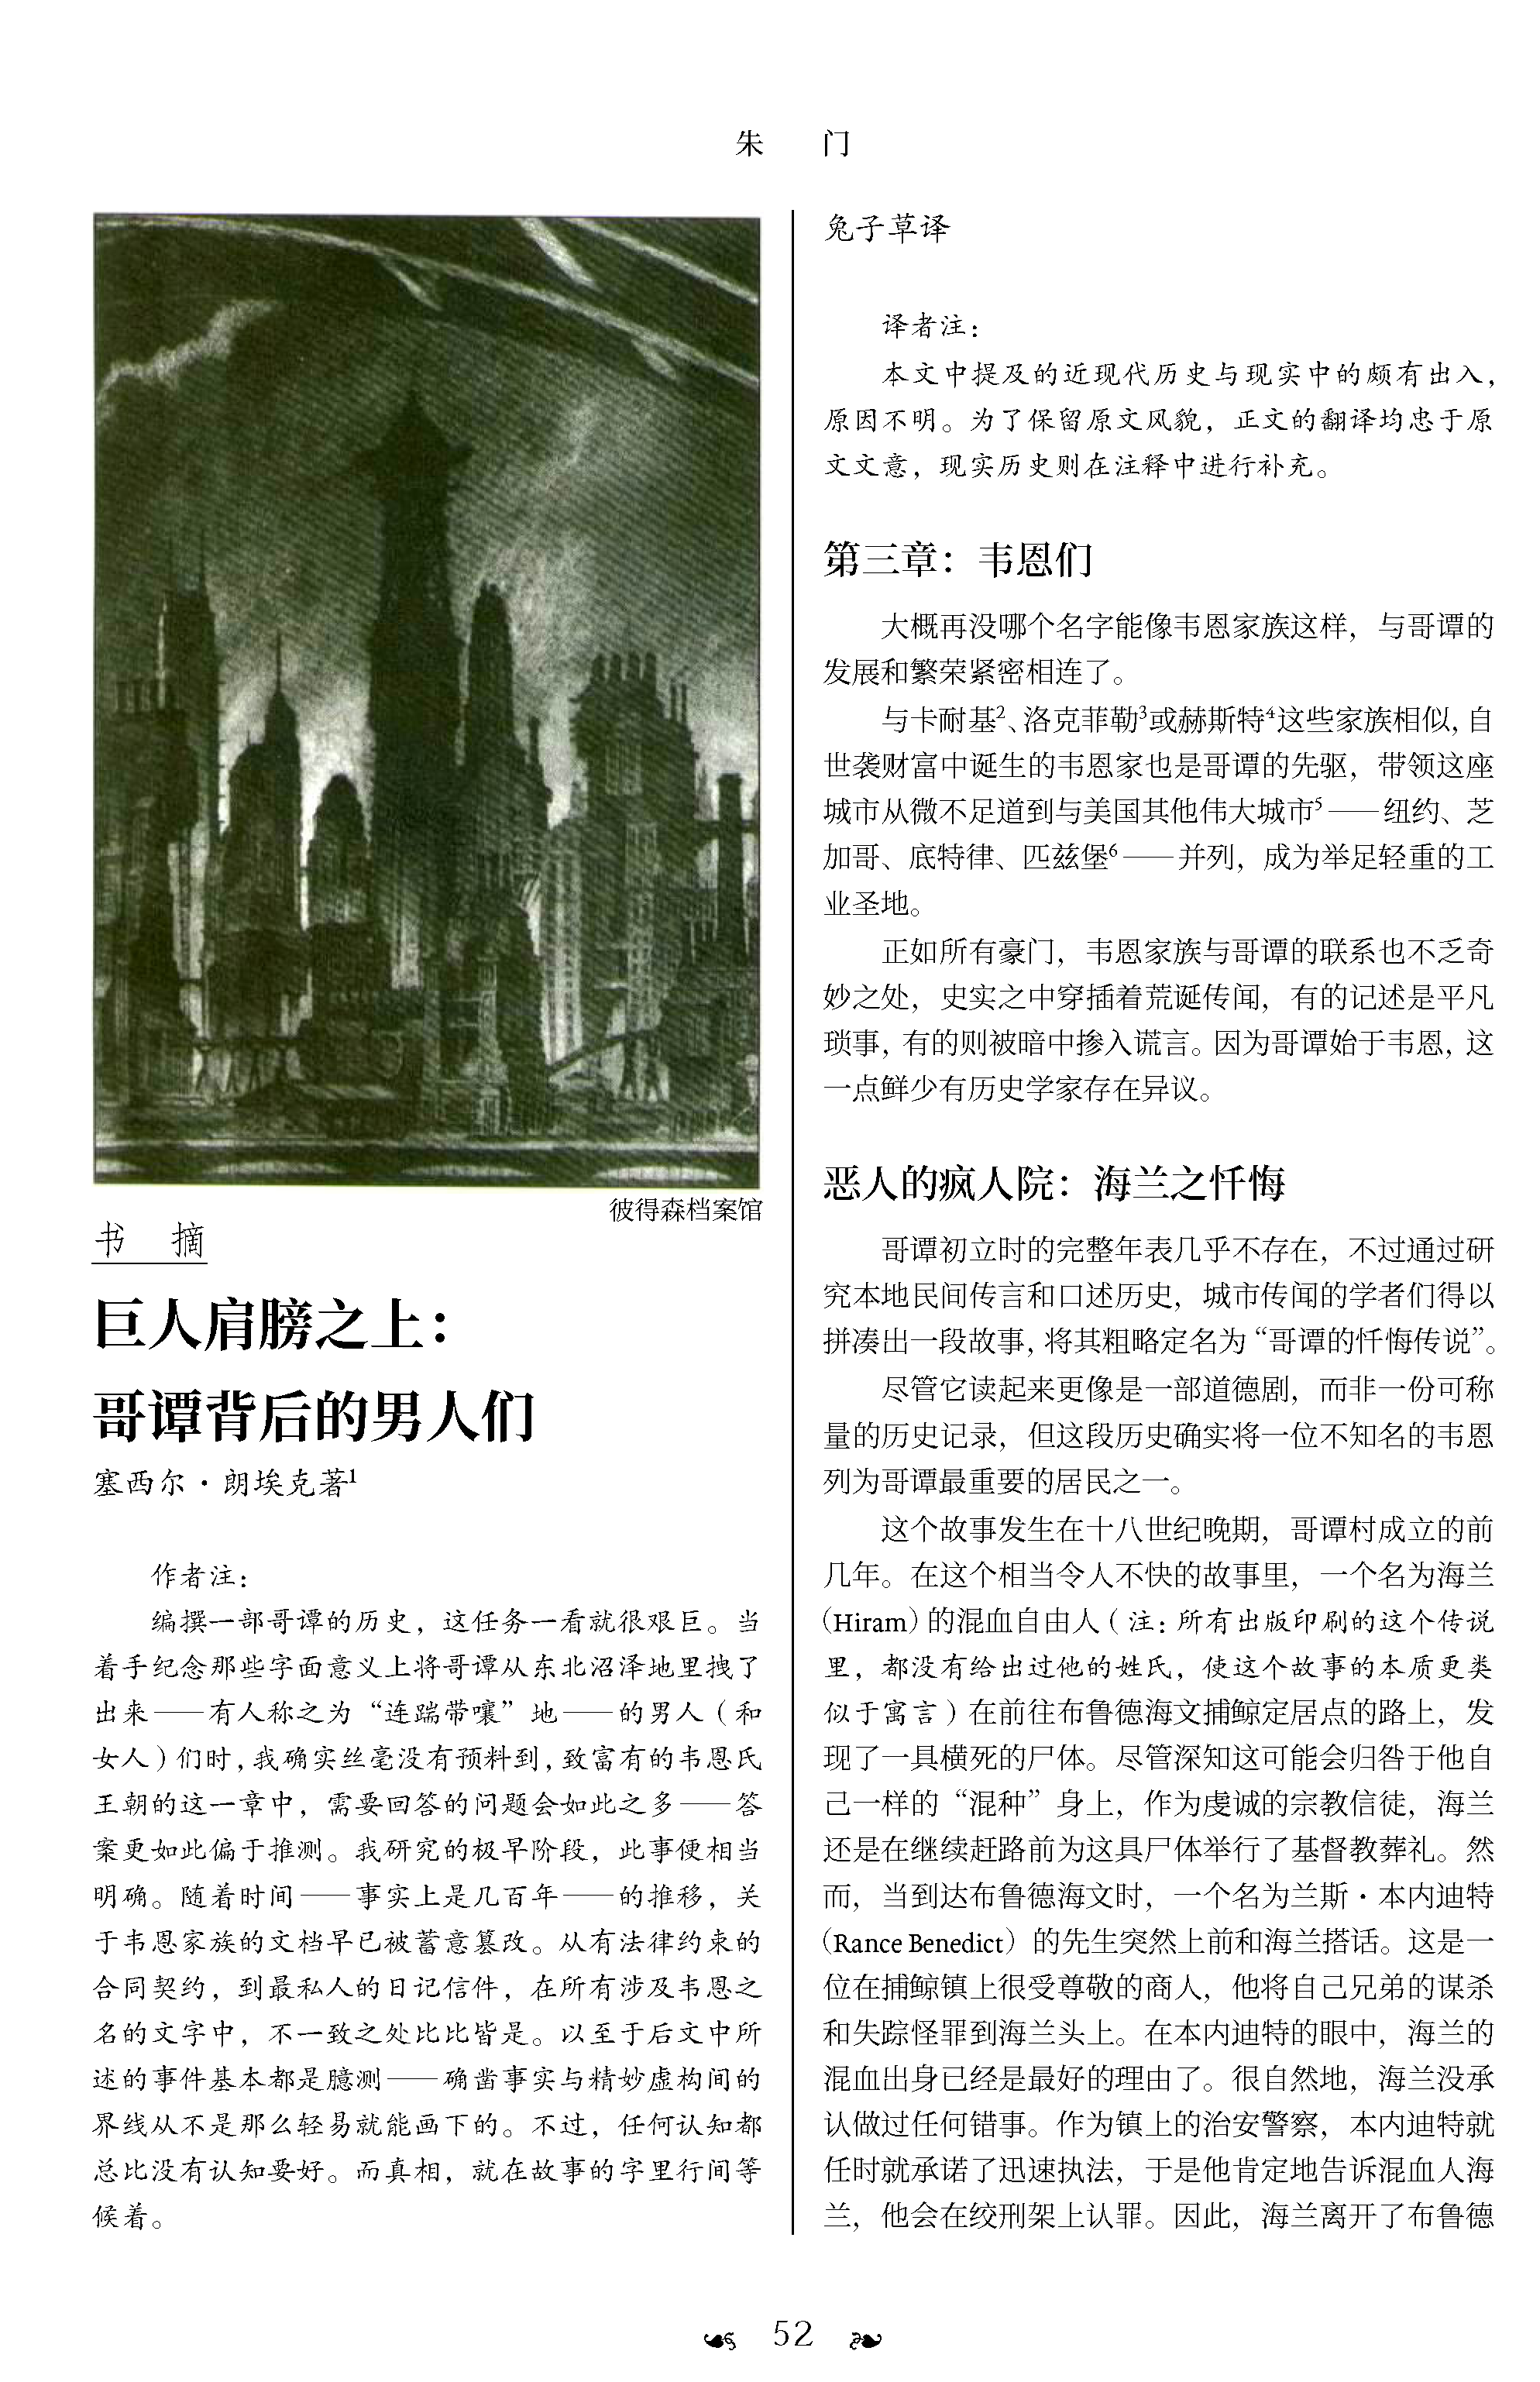 朱 门
彼得森档案馆
书 摘
巨人肩膀之上：
哥谭背后的男人们
塞西尔·朗埃克著1
作者注：
编撰一部哥谭的历史，这任务一看就很艰巨。当
着手纪念那些字面意义上将哥谭从东北沼泽地里拽了
出来——有人称之为“连踹带嚷”地——的男人（和
女人）们时，我确实丝毫没有预料到，致富有的韦恩氏
王朝的这一章中，需要回答的问题会如此之多——答
案更如此偏于推测。我研究的极早阶段，此事便相当
明确。随着时间——事实上是几百年——的推移，关
于韦恩家族的文档早已被蓄意篡改。从有法律约束的
合同契约，到最私人的日记信件，在所有涉及韦恩之
名的文字中，不一致之处比比皆是。以至于后文中所
述的事件基本都是臆测——确凿事实与精妙虚构间的
界线从不是那么轻易就能画下的。不过，任何认知都
总比没有认知要好。而真相，就在故事的字里行间等
候着。
兔子草译
译者注：
本文中提及的近现代历史与现实中的颇有出入，
原因不明。为了保留原文风貌，正文的翻译均忠于原
文文意，现实历史则在注释中进行补充。
第三章：韦恩们
大概再没哪个名字能像韦恩家族这样，与哥谭的
发展和繁荣紧密相连了。
与卡耐基2、洛克菲勒3或赫斯特4这些家族相似，自
世袭财富中诞生的韦恩家也是哥谭的先驱，带领这座
城市从微不足道到与美国其他伟大城市5——纽约、芝
加哥、底特律、匹兹堡6——并列，成为举足轻重的工
业圣地。
正如所有豪门，韦恩家族与哥谭的联系也不乏奇
妙之处，史实之中穿插着荒诞传闻，有的记述是平凡
琐事，有的则被暗中掺入谎言。因为哥谭始于韦恩，这
一点鲜少有历史学家存在异议。
恶人的疯人院：海兰之忏悔
哥谭初立时的完整年表几乎不存在，不过通过研
究本地民间传言和口述历史，城市传闻的学者们得以
拼凑出一段故事，将其粗略定名为“哥谭的忏悔传说”。
尽管它读起来更像是一部道德剧，而非一份可称
量的历史记录，但这段历史确实将一位不知名的韦恩
列为哥谭最重要的居民之一。
这个故事发生在十八世纪晚期，哥谭村成立的前
几年。在这个相当令人不快的故事里，一个名为海兰
（Hiram）的混血自由人（注：所有出版印刷的这个传说
里，都没有给出过他的姓氏，使这个故事的本质更类
似于寓言）在前往布鲁德海文捕鲸定居点的路上，发
现了一具横死的尸体。尽管深知这可能会归咎于他自
己一样的“混种”身上，作为虔诚的宗教信徒，海兰
还是在继续赶路前为这具尸体举行了基督教葬礼。然
而，当到达布鲁德海文时，一个名为兰斯·本内迪特
（Rance Benedict）的先生突然上前和海兰搭话。这是一
位在捕鲸镇上很受尊敬的商人，他将自己兄弟的谋杀
和失踪怪罪到海兰头上。在本内迪特的眼中，海兰的
混血出身已经是最好的理由了。很自然地，海兰没承
认做过任何错事。作为镇上的治安警察，本内迪特就
任时就承诺了迅速执法，于是他肯定地告诉混血人海
兰，他会在绞刑架上认罪。因此，海兰离开了布鲁德
52